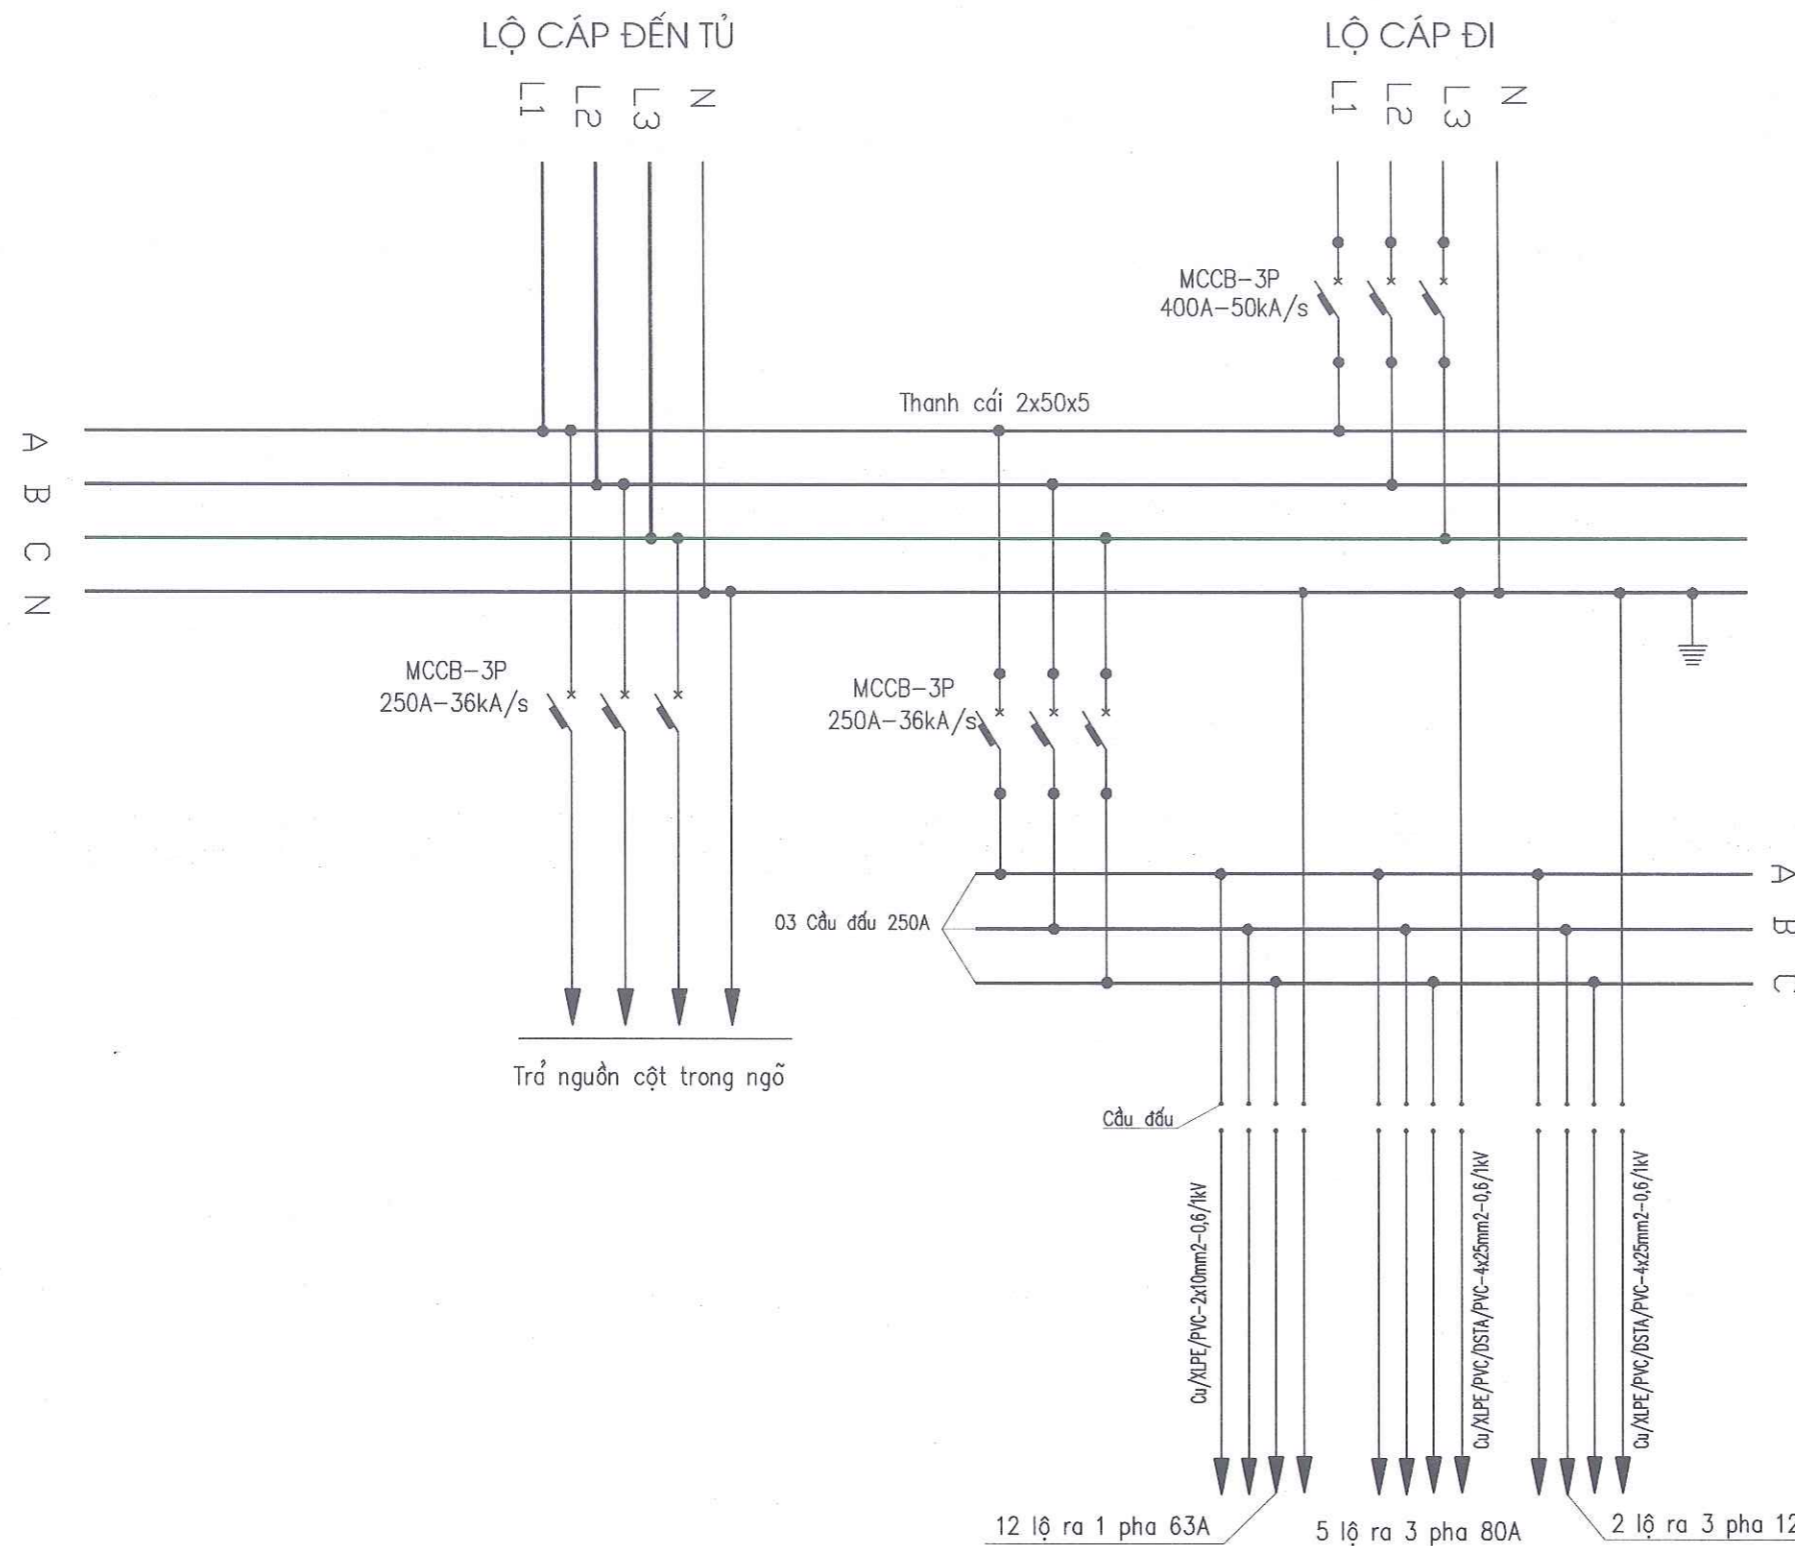 LỘ CÁP ĐẾN TỦ
LỘ CÁP ĐI
L1
L2
L3
N
L1
L2
L3
N
MCCB-3P
400A-50kA/s
Thanh cái 2x50x5
A
B
C
N
MCCB-3P
250A-36kA/s
MCCB-3P
250A-36kA/s
A
B
C
03 Cầu đấu 250A
Trả nguồn cột trong ngõ
Cầu đấu
Cu/XLPE/PVC-2x10mm2-0,6/1kV
Cu/XLPE/PVC/DSTA/PVC-4x25mm2-0,6/1kV
Cu/XLPE/PVC/DSTA/PVC-4x25mm2-0,6/1kV
12 lộ ra 1 pha 63A
5 lộ ra 3 pha 80A
2 lộ ra 3 pha 12